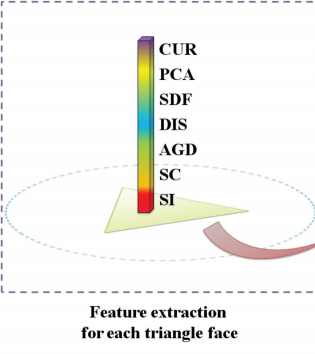 CUR
PCA
SDF
DIS
AGD
SC
SI
Feature extraction
for each triangle face